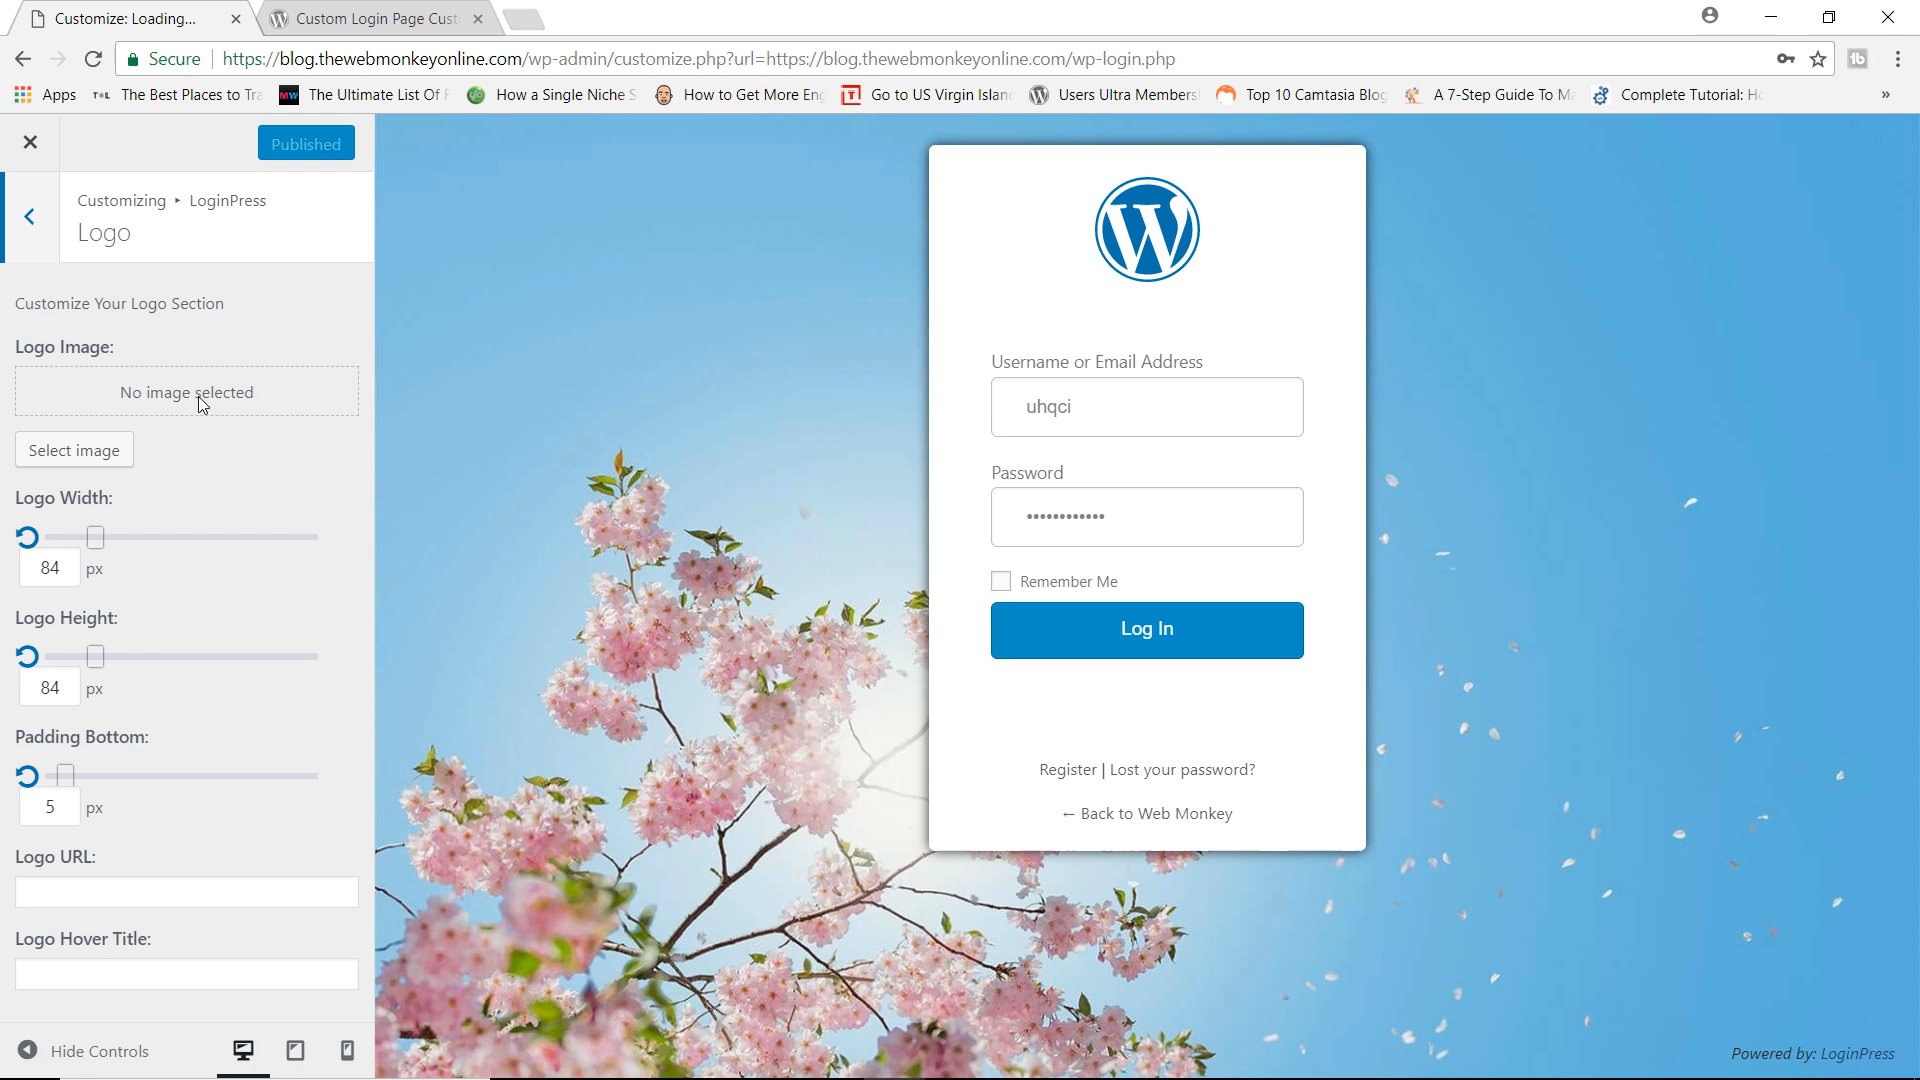 Customize: Loading...
Custom Login Page Cust
Secure
https://blog.thewebmonkeyonline.com/wp-admin/customize.php?url=https://blog.thewebmonkeyonline.com/wp-login.php
Apps
The Best Places to Tra
The Ultimate List Of F
How a Single Niche S
How to Get More Eng
Go to US Virgin Islan
Users Ultra Members
Top 10 Camtasia Blog
A 7-Step Guide To Ma
Complete Tutorial: Ho
Published
Customizing ▸ LoginPress
Logo
Customize Your Logo Section
Logo Image:
No image selected
Select image
Logo Width:
84 px
Logo Height:
84 px
Padding Bottom:
5 px
Logo URL:
Logo Hover Title:
Hide Controls
Username or Email Address
uhqci
Password
Remember Me
Log In
Register | Lost your password?
← Back to Web Monkey
Powered by: LoginPress